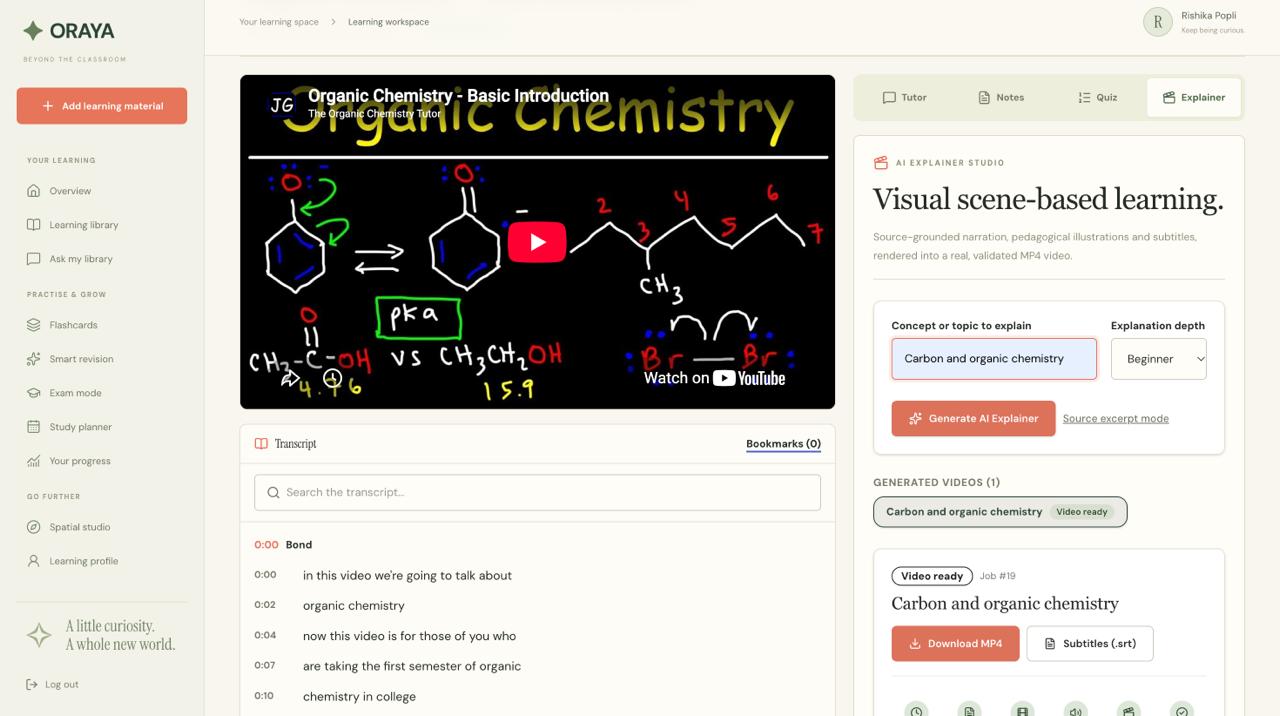 ORAYA
BEYOND THE CLASSROOM
Add learning material
YOUR LEARNING
Overview
Learning library
Ask my library
PRACTISE & GROW
Flashcards
Smart revision
Exam mode
Study planner
Your progress
GO FURTHER
Spatial studio
Learning profile
A little curiosity.
A whole new world.
Log out
Your learning space > Learning workspace
R
Rishika Popli
Keep being curious.
JG
Organic Chemistry - Basic Introduction
The Organic Chemistry Tutor
Organic Chemistry
O
O
2
3
4
5
6
7
CH3
pka
O
CH3-C-OH vs CH3CH2OH
15.9
Br — Br
Watch on YouTube
Transcript
Bookmarks (0)
Search the transcript...
0:00 Bond
0:00 in this video we're going to talk about
0:02 organic chemistry
0:04 now this video is for those of you who
0:07 are taking the first semester of organic
0:10 chemistry in college
Tutor
Notes
Quiz
Explainer
AI EXPLAINER STUDIO
Visual scene-based learning.
Source-grounded narration, pedagogical illustrations and subtitles,
rendered into a real, validated MP4 video.
Concept or topic to explain
Explanation depth
Carbon and organic chemistry
Beginner
Generate AI Explainer
Source excerpt mode
GENERATED VIDEOS (1)
Carbon and organic chemistry Video ready
Video ready Job #19
Carbon and organic chemistry
Download MP4
Subtitles (.srt)